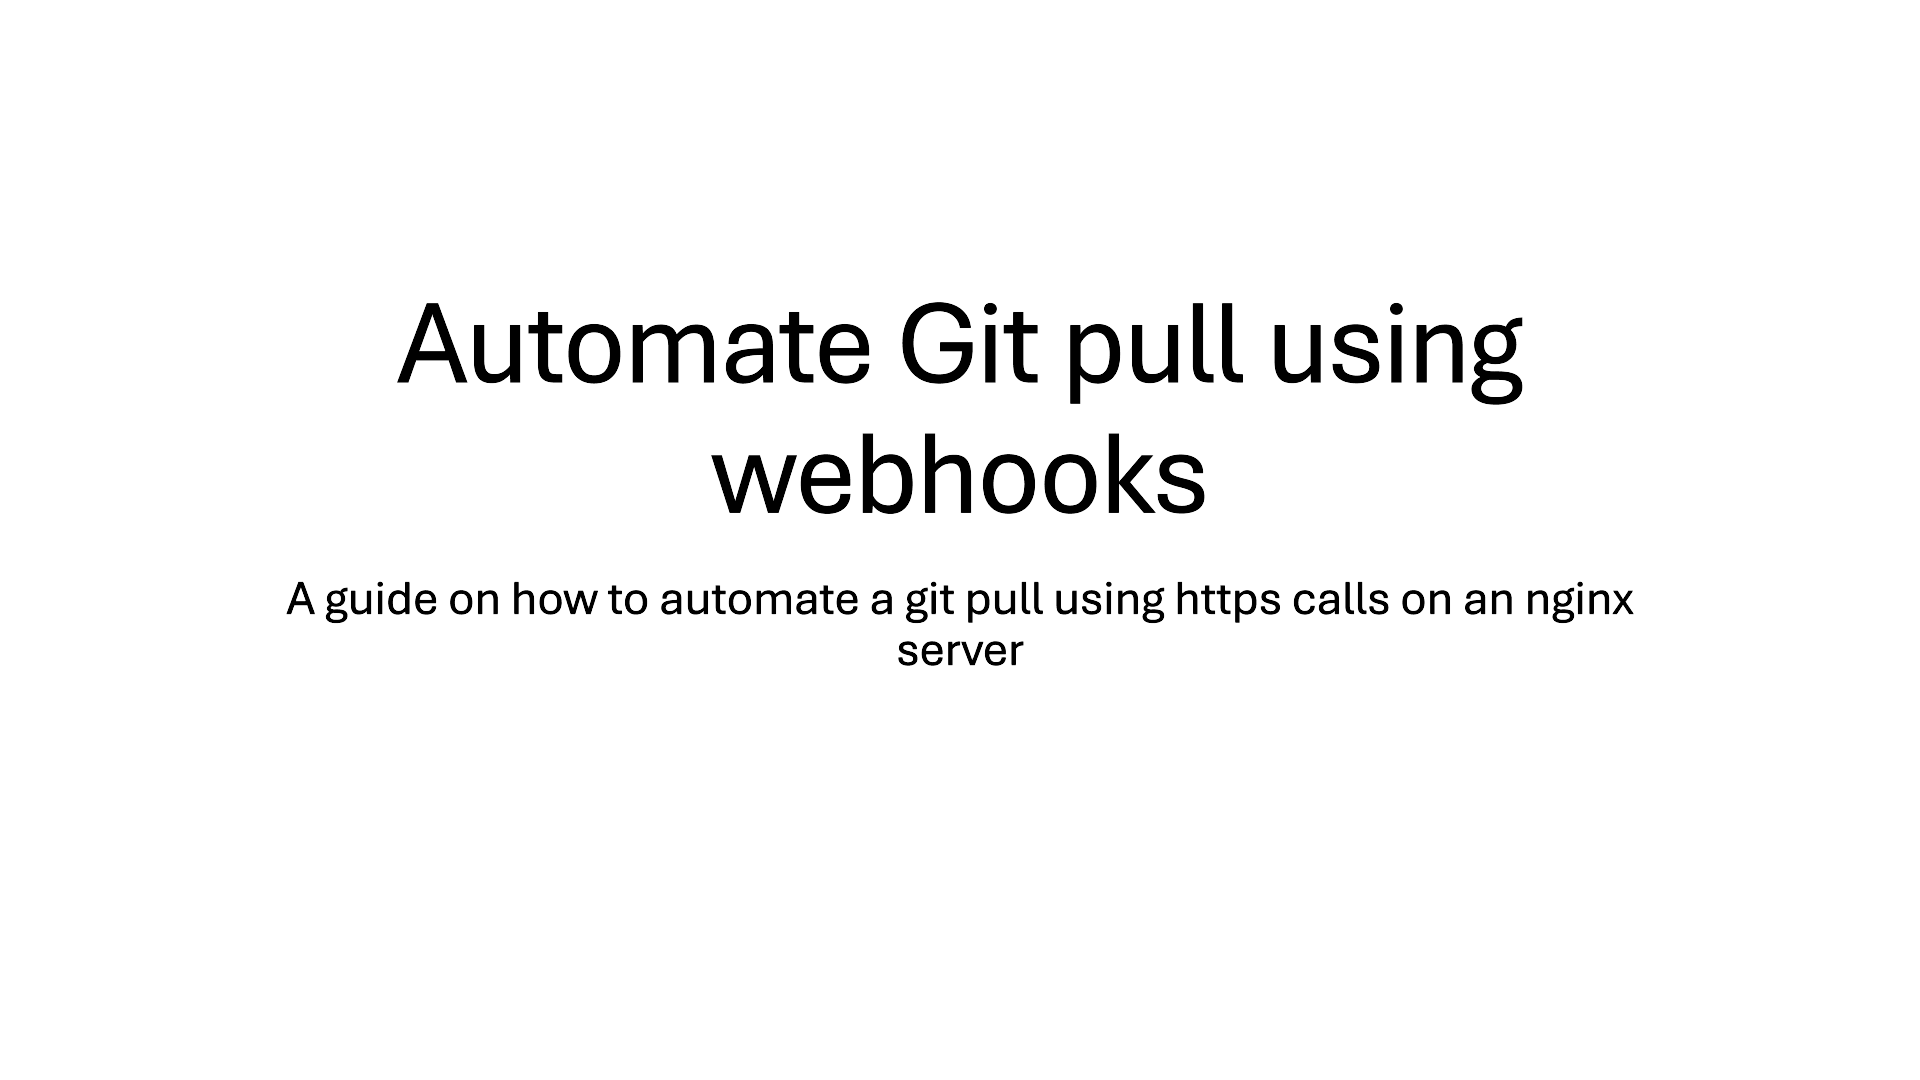 Automate Git pull using
webhooks
A guide on how to automate a git pull using https calls on an nginx
server